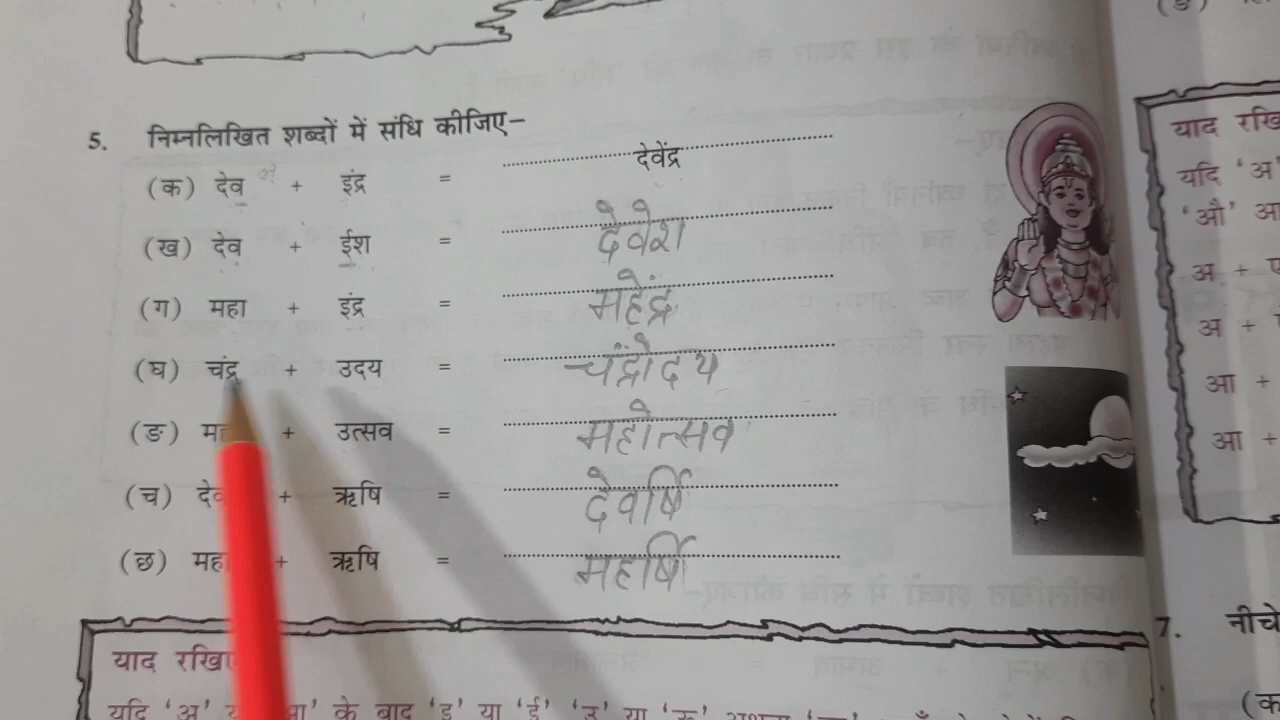 5. निम्नलिखित शब्दों में संधि कीजिए–
(क) देव + इंद्र = देवेंद्र
(ख) देव + ईश = देवेश
(ग) महा + इंद्र = महेंद्र
(घ) चंद्र + उदय = चंद्रोदय
(ङ) + उत्सव = महोत्सव
(च) + ऋषि = देवर्षि
(छ) महा + ऋषि = महर्षि
याद रखिए
यदि 'अ' के बाद 'इ' या 'ई' 'उ' या 'ऊ'
याद
यदि 'अ'
'औ'
अ +
अ +
आ +
आ +
7. नीचे
(क